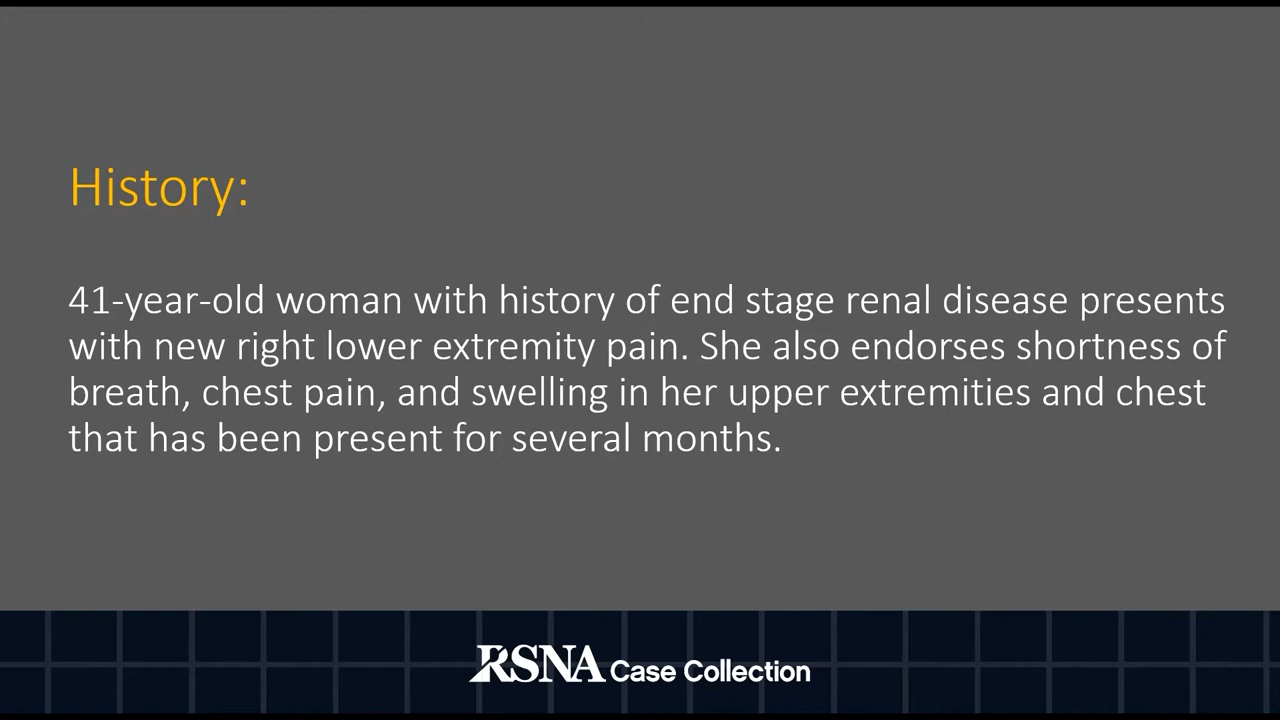 History:
41-year-old woman with history of end stage renal disease presents
with new right lower extremity pain. She also endorses shortness of
breath, chest pain, and swelling in her upper extremities and chest
that has been present for several months.
RSNA Case Collection